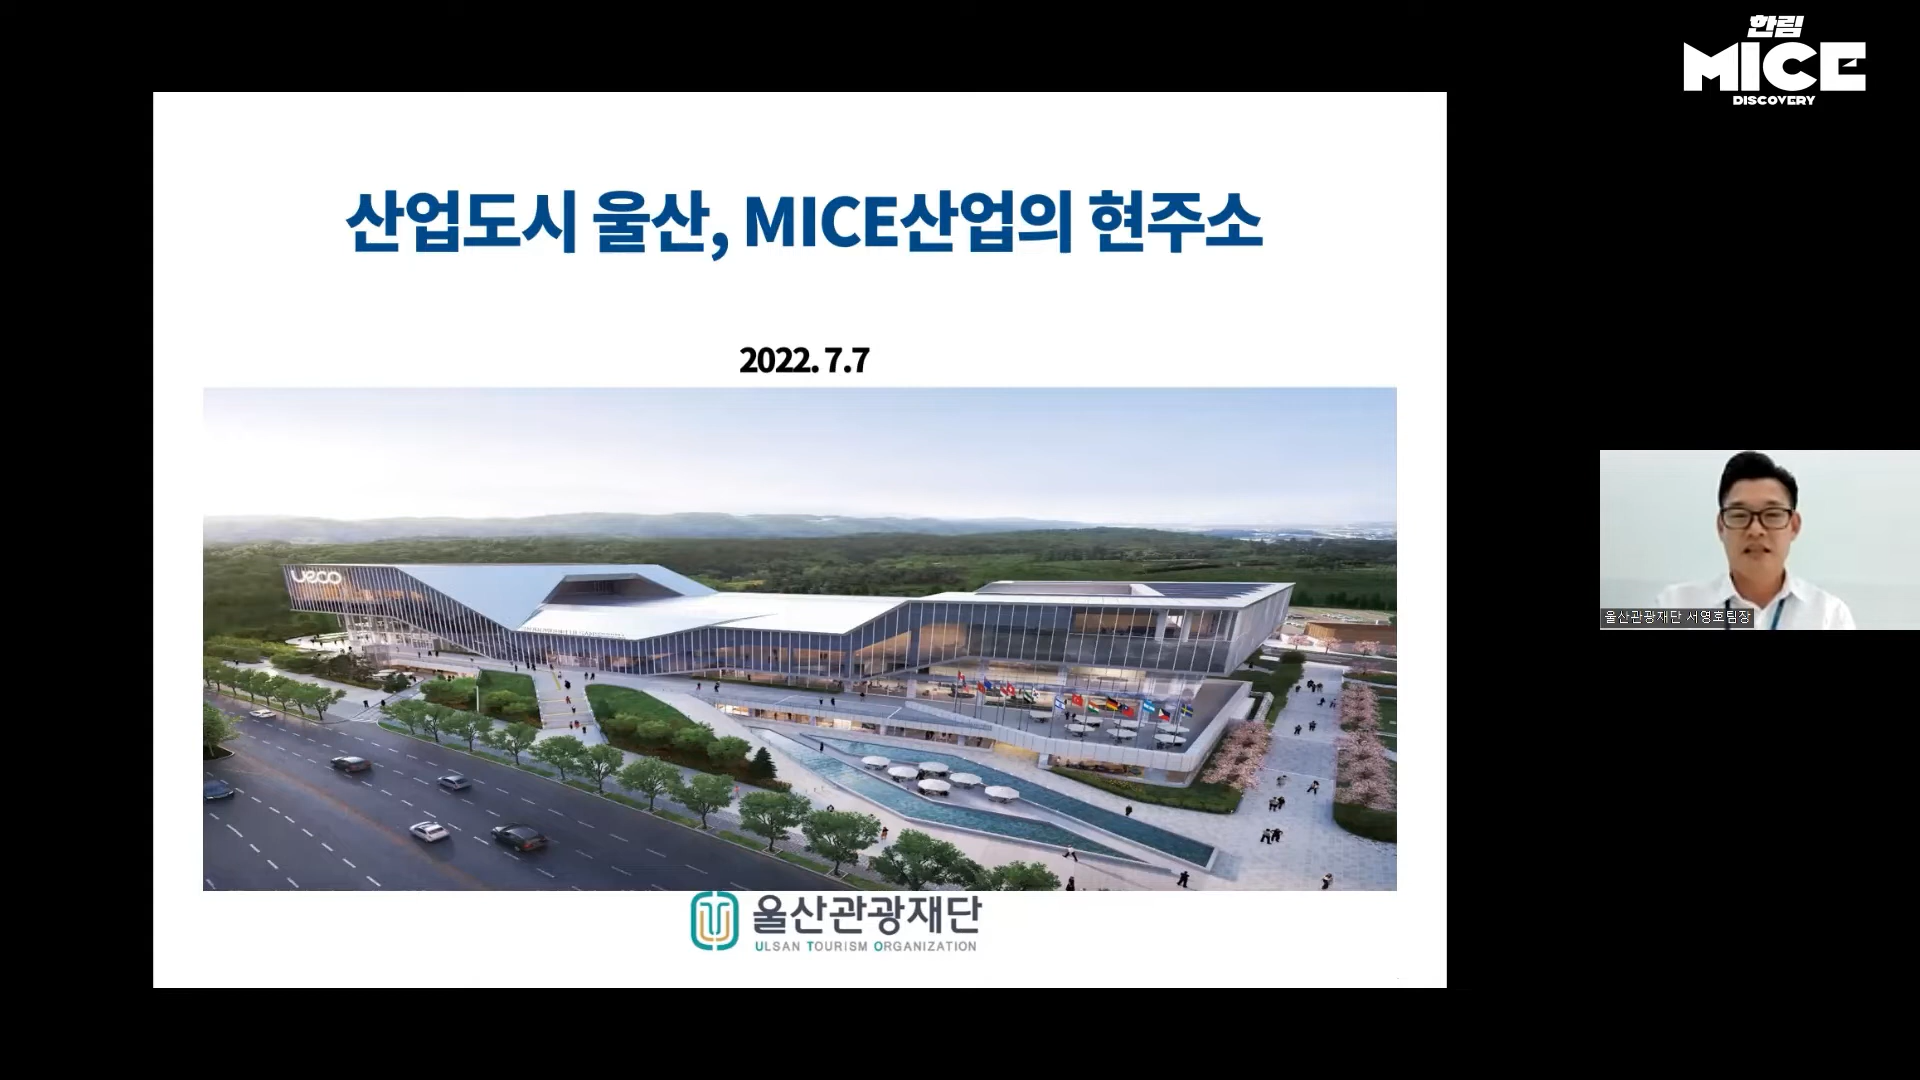 한림
MICE
DISCOVERY
산업도시 울산, MICE산업의 현주소
2022. 7.7
ueco
울산관광재단
ULSAN TOURISM ORGANIZATION
울산관광재단 서영호팀장